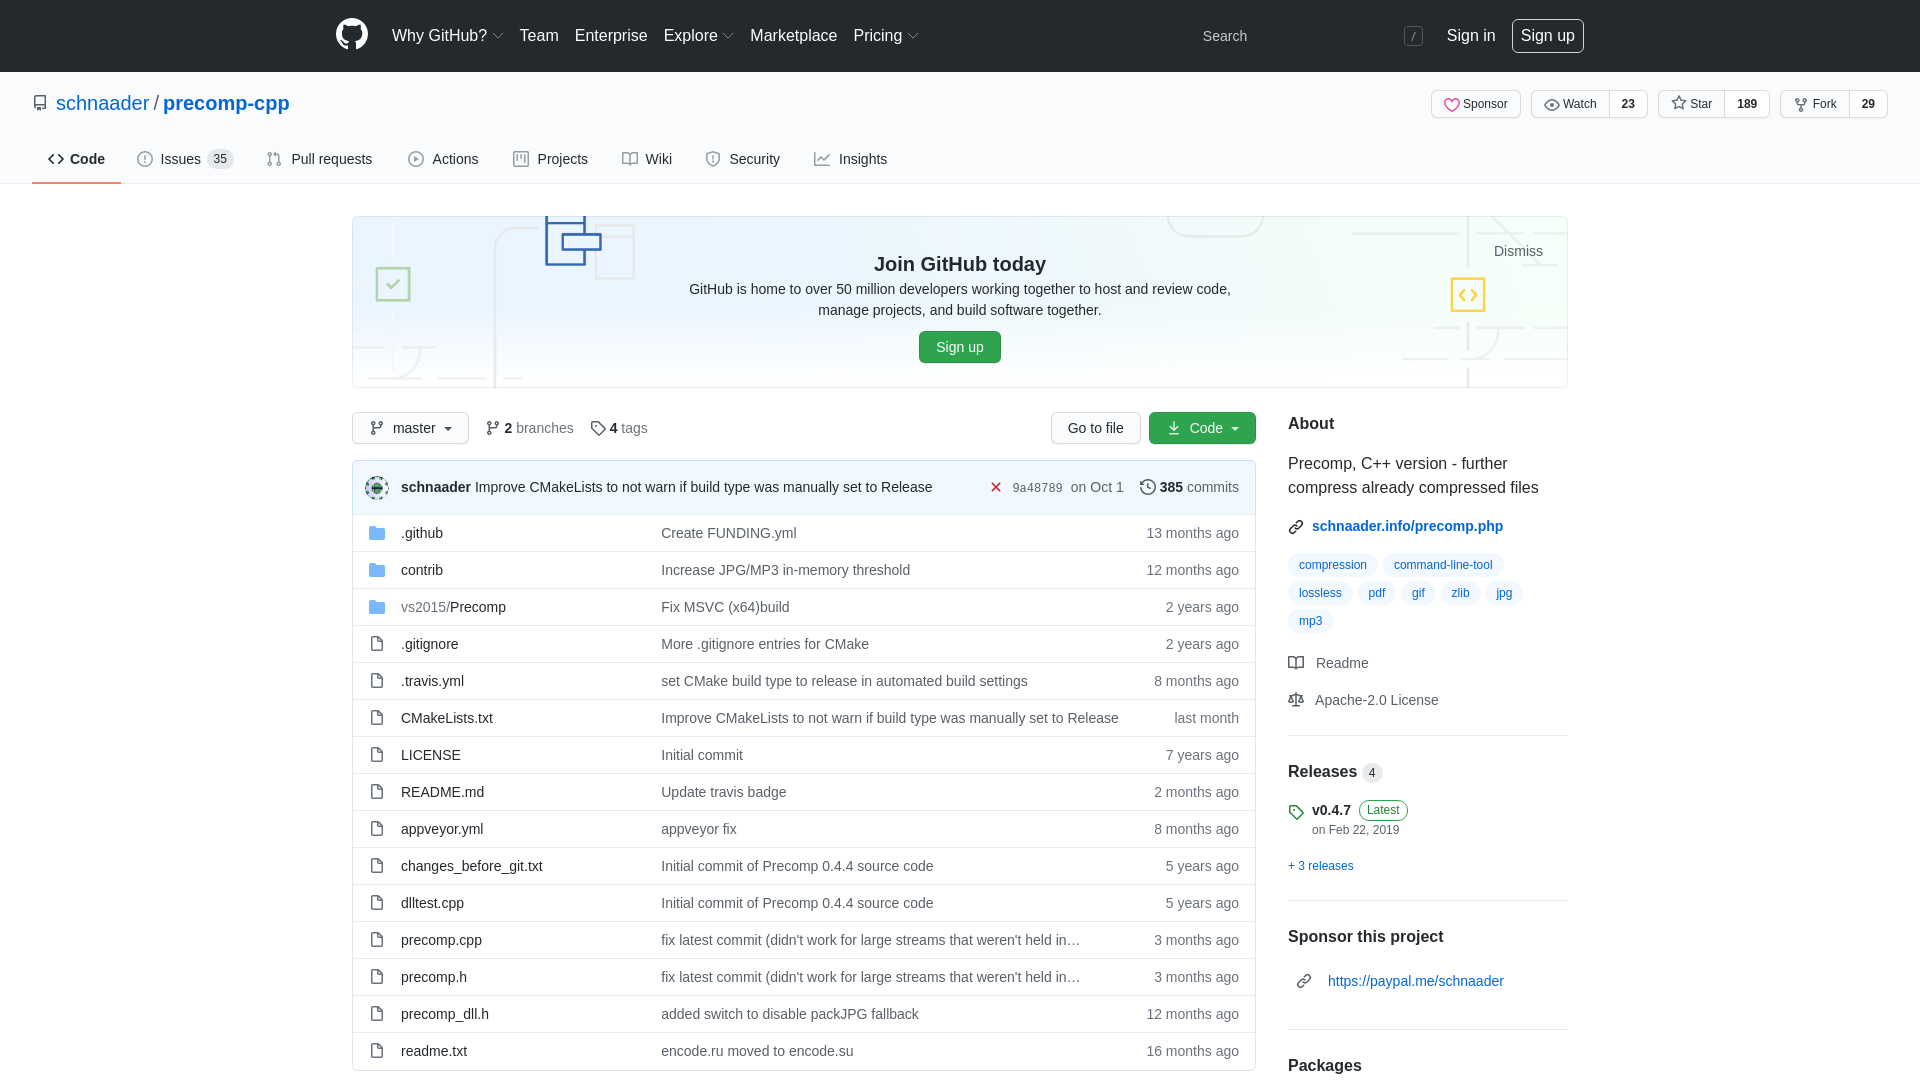 Why GitHub? Team Enterprise Explore Marketplace Pricing Search / Sign in Sign up
schnaader / precomp-cpp Sponsor Watch 23 Star 189 Fork 29
Code Issues 35 Pull requests Actions Projects Wiki Security Insights
Dismiss
Join GitHub today
GitHub is home to over 50 million developers working together to host and review code,
manage projects, and build software together.
Sign up
master 2 branches 4 tags Go to file Code
schnaader Improve CMakeLists to not warn if build type was manually set to Release 9a48789 on Oct 1 385 commits
.github Create FUNDING.yml 13 months ago
contrib Increase JPG/MP3 in-memory threshold 12 months ago
vs2015/Precomp Fix MSVC (x64)build 2 years ago
.gitignore More .gitignore entries for CMake 2 years ago
.travis.yml set CMake build type to release in automated build settings 8 months ago
CMakeLists.txt Improve CMakeLists to not warn if build type was manually set to Release last month
LICENSE Initial commit 7 years ago
README.md Update travis badge 2 months ago
appveyor.yml appveyor fix 8 months ago
changes_before_git.txt Initial commit of Precomp 0.4.4 source code 5 years ago
dlltest.cpp Initial commit of Precomp 0.4.4 source code 5 years ago
precomp.cpp fix latest commit (didn't work for large streams that weren't held in… 3 months ago
precomp.h fix latest commit (didn't work for large streams that weren't held in… 3 months ago
precomp_dll.h added switch to disable packJPG fallback 12 months ago
readme.txt encode.ru moved to encode.su 16 months ago
About
Precomp, C++ version - further
compress already compressed files
schnaader.info/precomp.php
compression command-line-tool
lossless pdf gif zlib jpg
mp3
Readme
Apache-2.0 License
Releases 4
v0.4.7 Latest
on Feb 22, 2019
+ 3 releases
Sponsor this project
https://paypal.me/schnaader
Packages